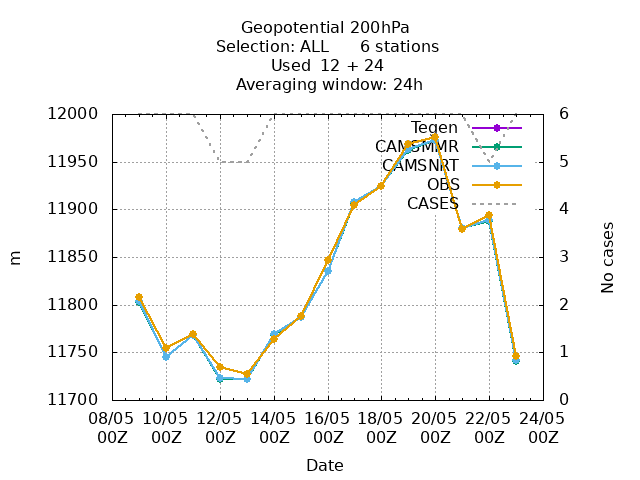 Geopotential 200hPa
Selection: ALL 6 stations
Used 12 + 24
Averaging window: 24h
12000 6
Tegen
CAMSMMR
11950 CAMSNRT 5
OBS
11900 CASES 4
11850 3
m
No cases
11800 2
11750 1
11700 0
08/05 10/05 12/05 14/05 16/05 18/05 20/05 22/05 24/05
00Z 00Z 00Z 00Z 00Z 00Z 00Z 00Z 00Z
Date